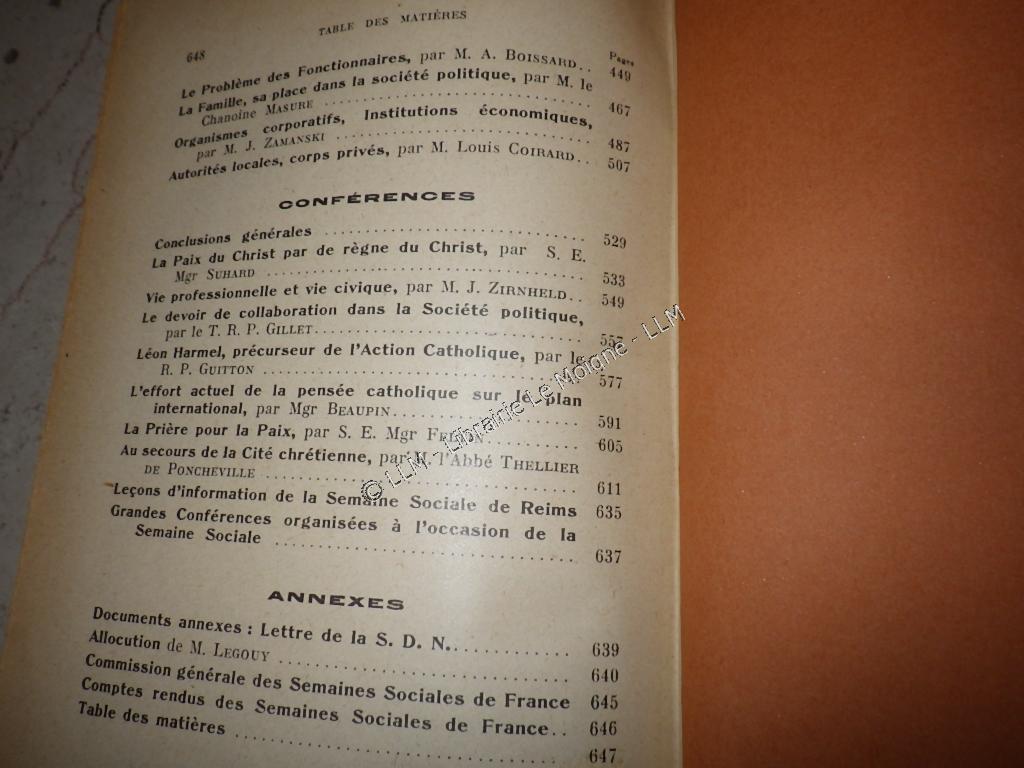 TABLE DES MATIÈRES
648
Pages
Le Problème des Fonctionnaires, par M. A. BOISSARD.. 449
La Famille, sa place dans la société politique, par M. le
Chanoine MASURE .............................. 467
Organismes corporatifs, Institutions économiques,
par M. J. ZAMANSKI .............................. 487
Autorités locales, corps privés, par M. Louis COIRARD.. 507
CONFÉRENCES
Conclusions générales .............................. 529
La Paix du Christ par de règne du Christ, par S. E.
Mgr SUHARD .............................. 533
Vie professionnelle et vie civique, par M. J. ZIRNHELD.. 549
Le devoir de collaboration dans la Société politique,
par le T. R. P. GILLET..............................
Léon Harmel, précurseur de l'Action Catholique, par le
R. P. GUITTON .............................. 577
L'effort actuel de la pensée catholique sur le plan
international, par Mgr BEAUPIN.................... 591
La Prière pour la Paix, par S. E. Mgr .......... 605
Au secours de la Cité chrétienne, par M. l'Abbé THELLIER
DE PONCHEVILLE .............................. 611
Leçons d'information de la Semaine Sociale de Reims 635
Grandes Conférences organisées à l'occasion de la
Semaine Sociale .............................. 637
ANNEXES
Documents annexes : Lettre de la S. D. N............. 639
Allocution de M. LEGOUY .............................. 640
Commission générale des Semaines Sociales de France 645
Comptes rendus des Semaines Sociales de France.. 646
Table des matières .............................. 647
© LLM - Librairie Le Moigne - LLM